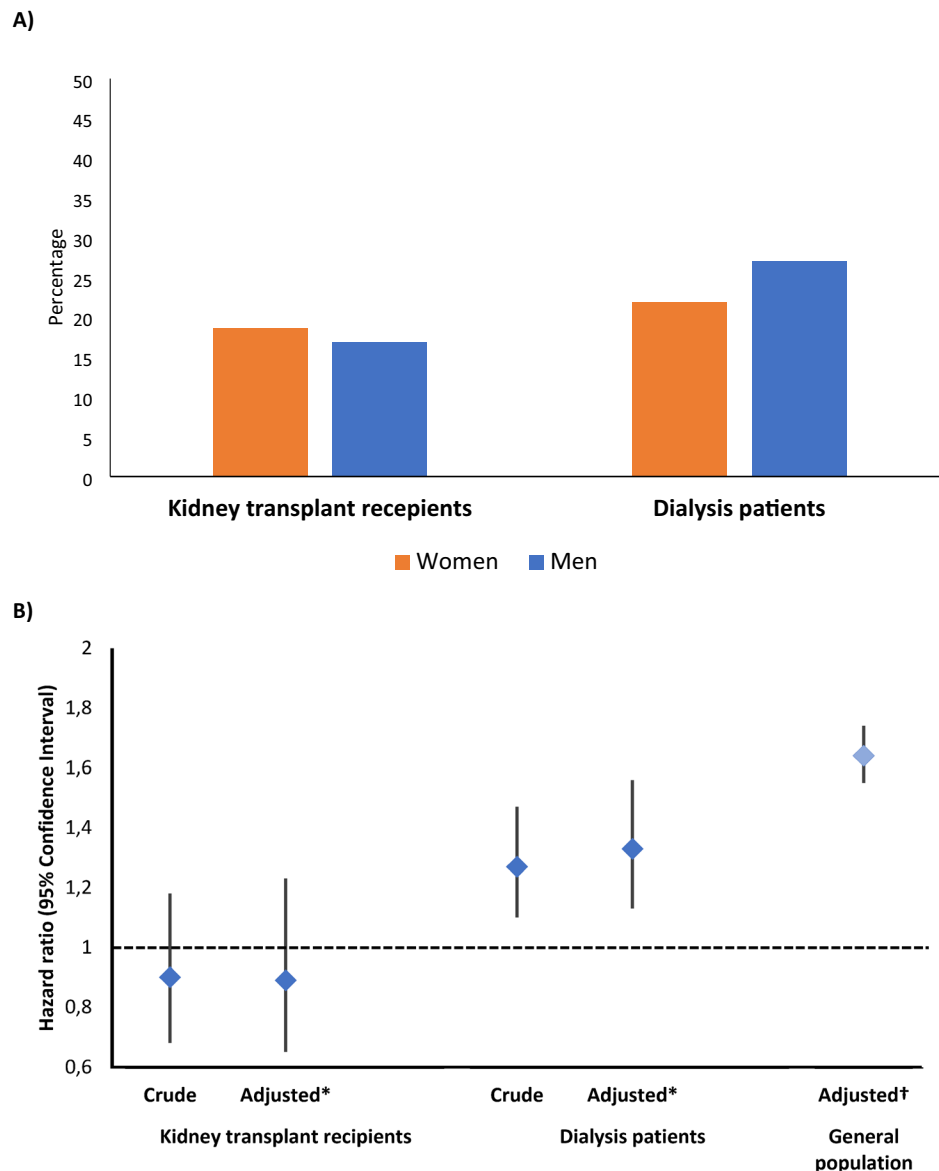 A)
50
45
40
35
30
25
20
15
10
5
0
Percentage
Kidney transplant recepients
Dialysis patients
Women
Men
B)
2
1,8
1,6
1,4
1,2
1
0,8
0,6
Hazard ratio (95% Confidence Interval)
Crude
Adjusted*
Crude
Adjusted*
Adjusted†
Kidney transplant recipients
Dialysis patients
General
population